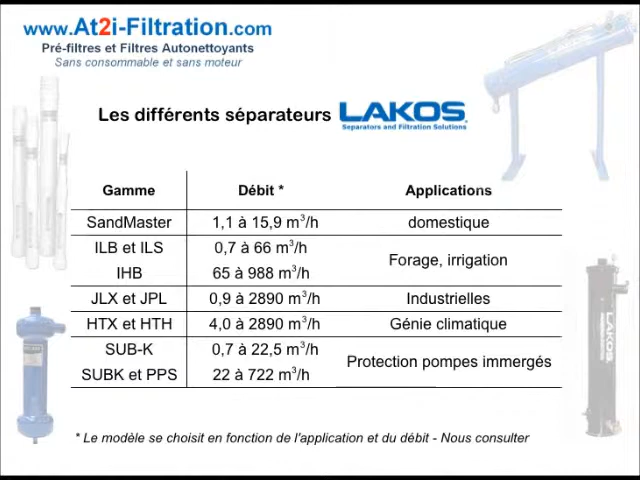 www.At2i-Filtration.com
Pré-filtres et Filtres Autonettoyants
Sans consommable et sans moteur
Les différents séparateurs LAKOS
Separators and Filtration Solutions
Gamme Débit * Applications
SandMaster 1,1 à 15,9 m³/h domestique
ILB et ILS 0,7 à 66 m³/h
Forage, irrigation
IHB 65 à 988 m³/h
JLX et JPL 0,9 à 2890 m³/h Industrielles
HTX et HTH 4,0 à 2890 m³/h Génie climatique
SUB-K 0,7 à 22,5 m³/h
Protection pompes immergés
SUBK et PPS 22 à 722 m³/h
LAKOS
* Le modèle se choisit en fonction de l'application et du débit - Nous consulter